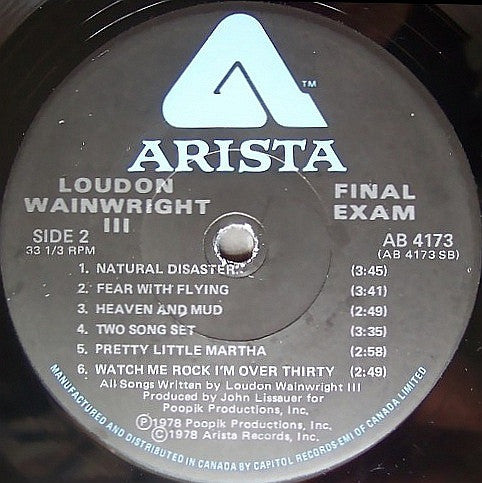 TM
ARISTA
LOUDON WAINWRIGHT III
FINAL EXAM
SIDE 2
33 1/3 RPM
AB 4173
(AB 4173 SB)
1. NATURAL DISASTER (3:45)
2. FEAR WITH FLYING (3:41)
3. HEAVEN AND MUD (2:49)
4. TWO SONG SET (3:35)
5. PRETTY LITTLE MARTHA (2:58)
6. WATCH ME ROCK I'M OVER THIRTY (2:49)
All Songs Written by Loudon Wainwright III
Produced by John Lissauer for
Poopik Productions, Inc.
Ⓟ1978 Poopik Productions, Inc.
©1978 Arista Records, Inc.
MANUFACTURED AND DISTRIBUTED IN CANADA BY CAPITOL RECORDS-EMI OF CANADA LIMITED